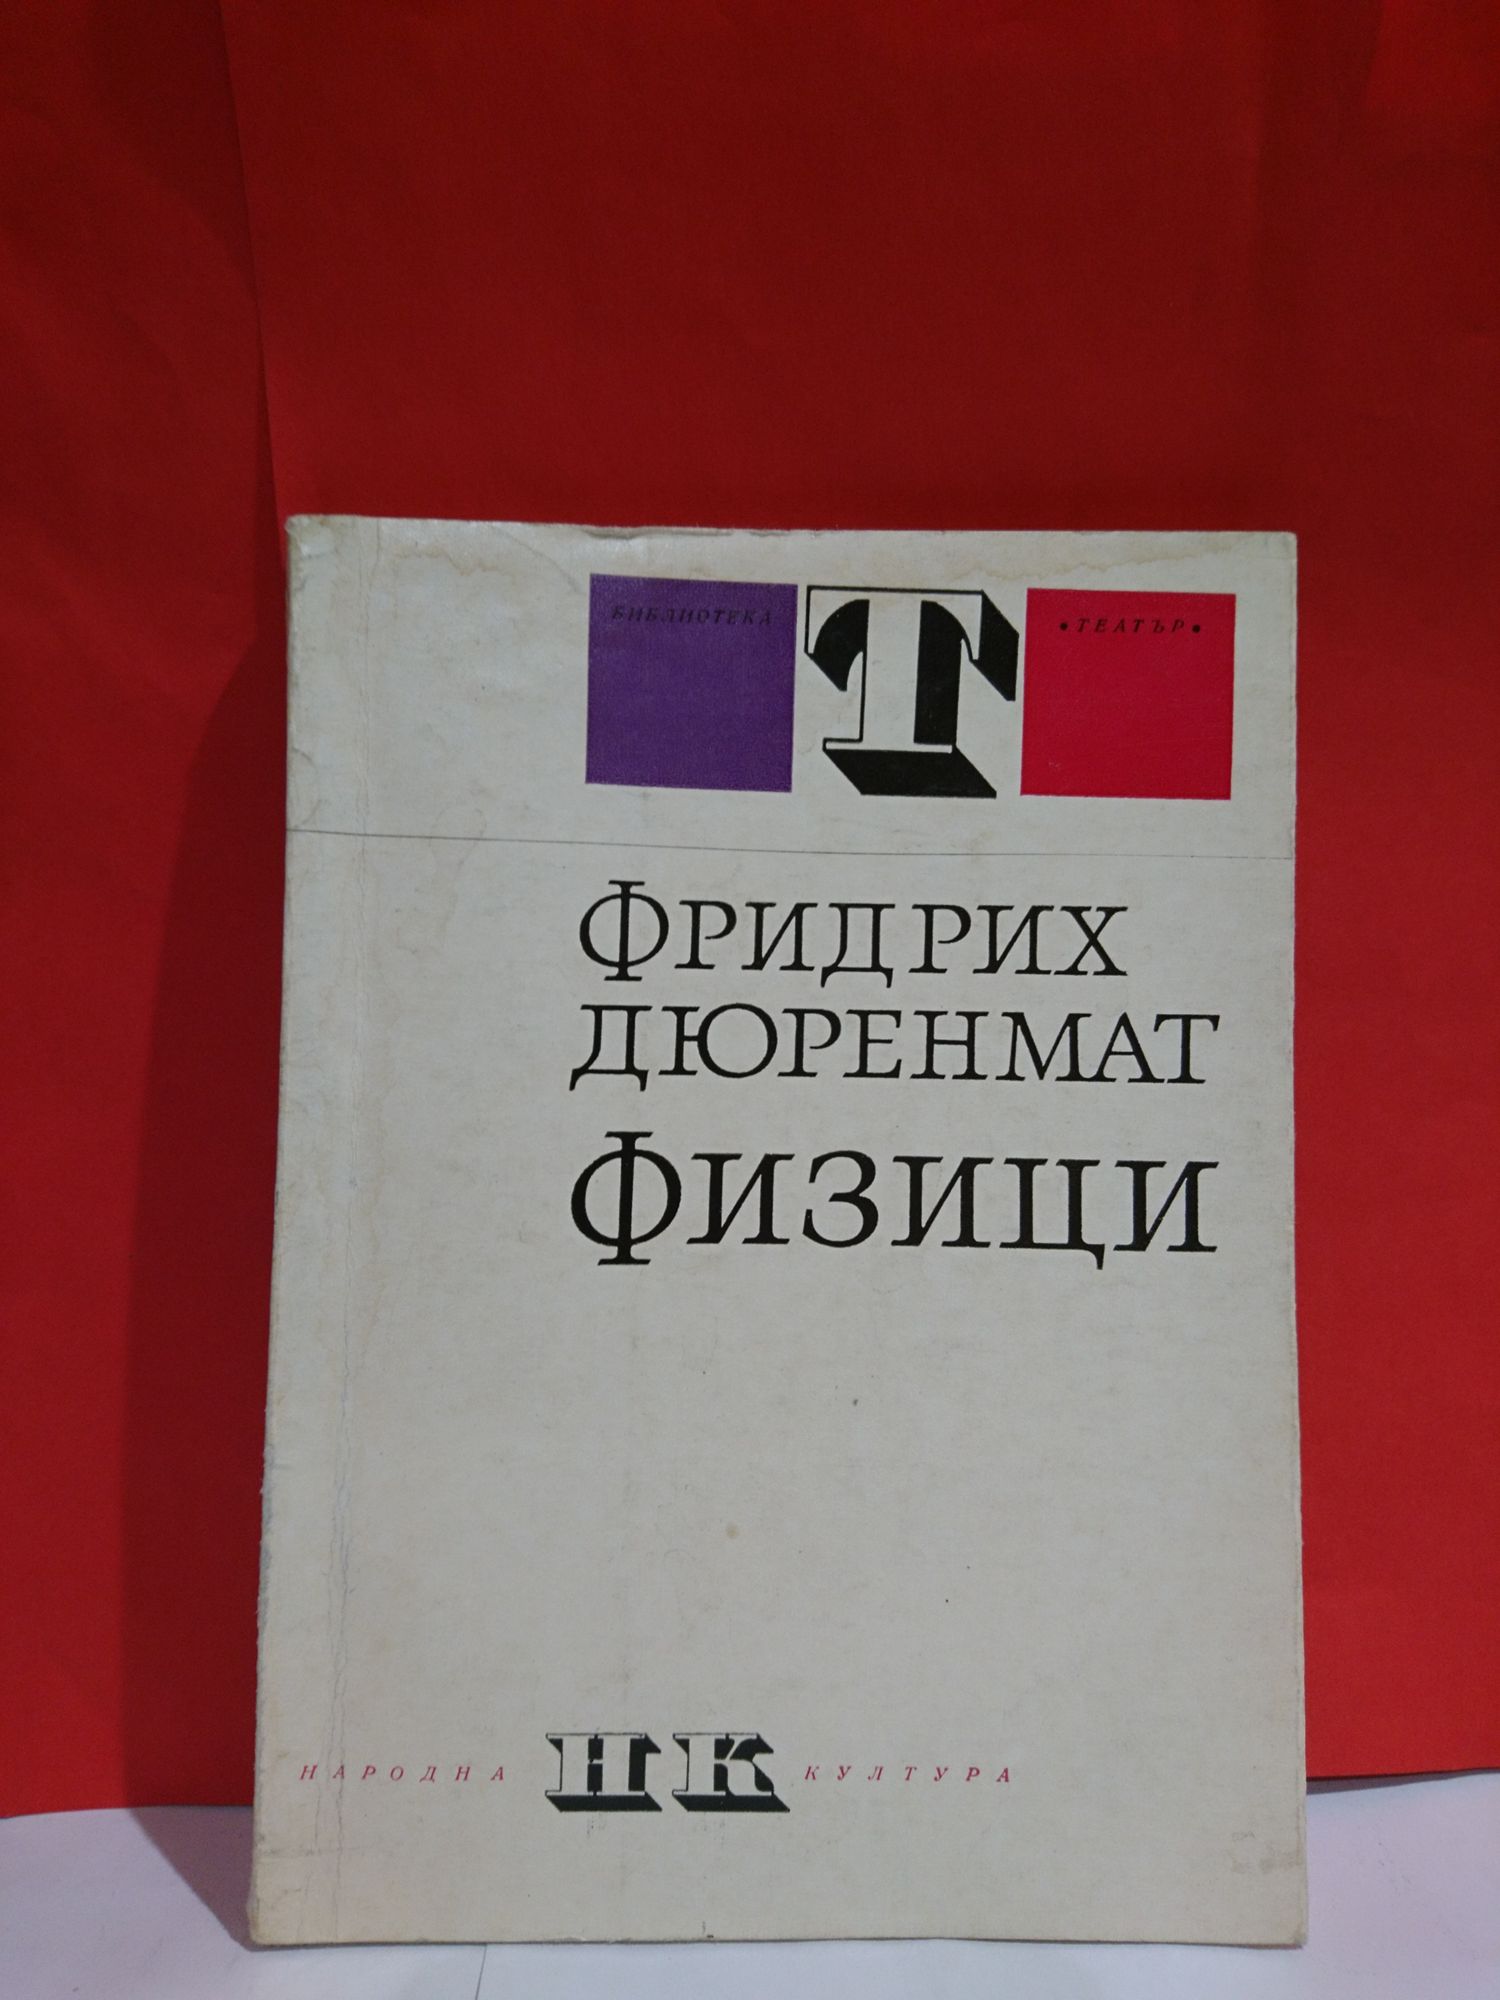 БИБЛИОТЕКА Т •ТЕАТЪР•
ФРИДРИХ
ДЮРЕНМАТ
ФИЗИЦИ
НАРОДНА НК КУЛТУРА